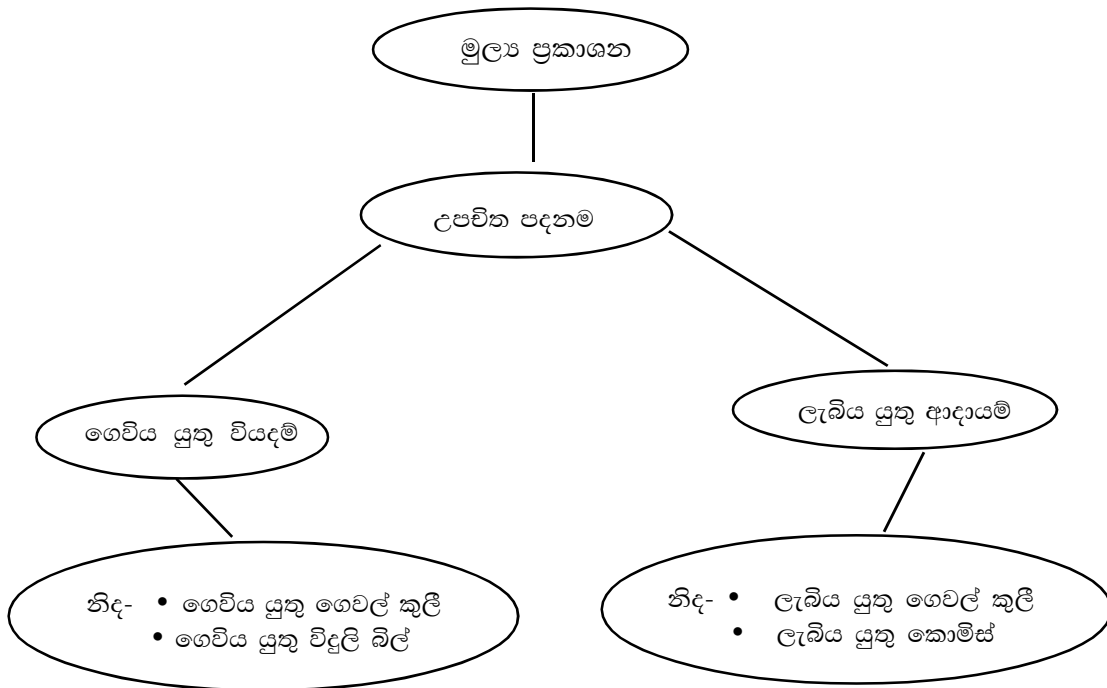 මුල්‍ය ප්‍රකාශන
උපචිත පදනම
ගෙවිය යුතු වියදම්
ලැබිය යුතු ආදායම්
නිද- • ගෙවිය යුතු ගෙවල් කුලී
• ගෙවිය යුතු විදුලි බිල්
නිද- • ලැබිය යුතු ගෙවල් කුලී
• ලැබිය යුතු කොමිස්